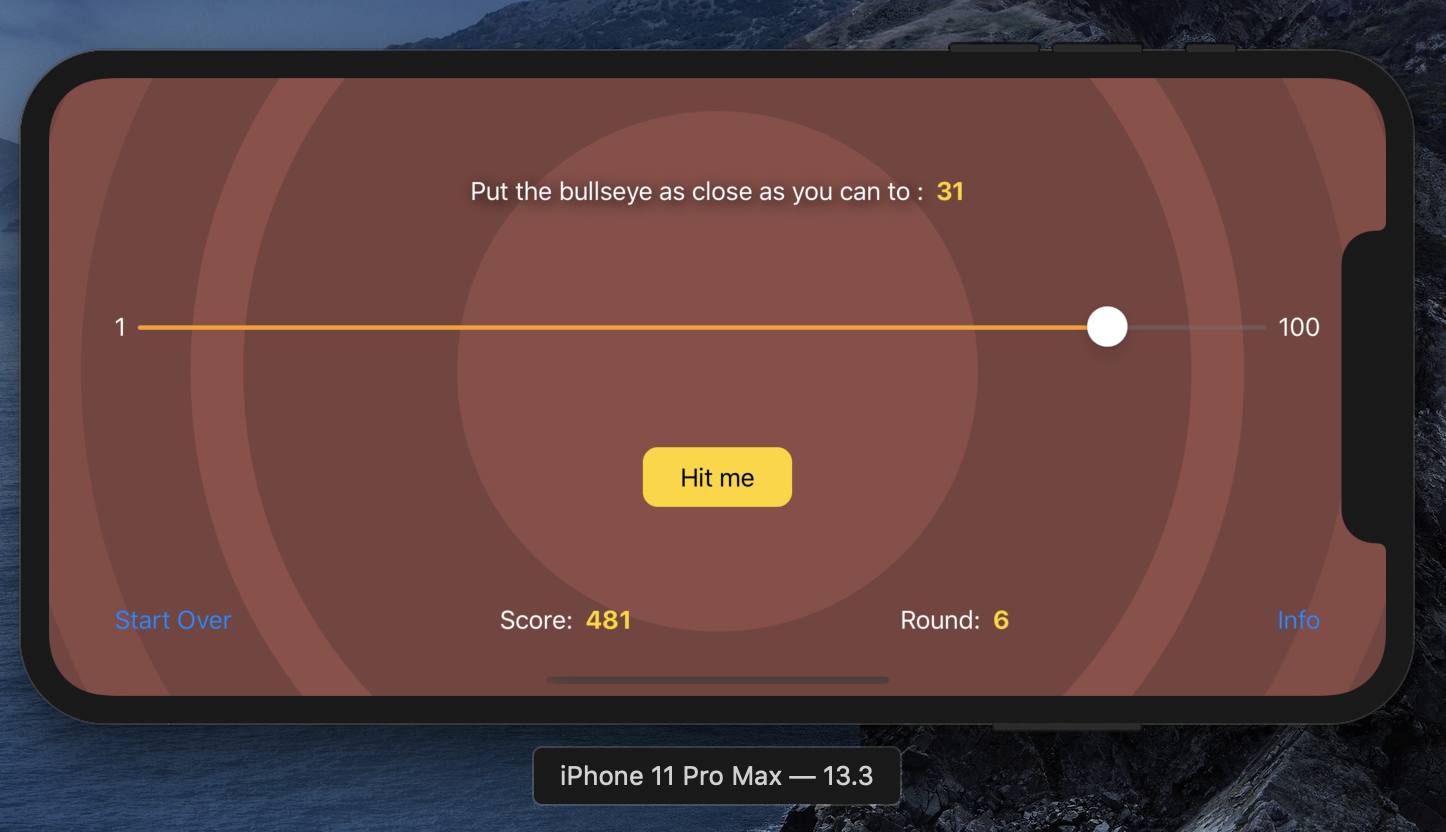 Put the bullseye as close as you can to : 31
1 100
Hit me
Start Over Score: 481 Round: 6 Info
iPhone 11 Pro Max — 13.3